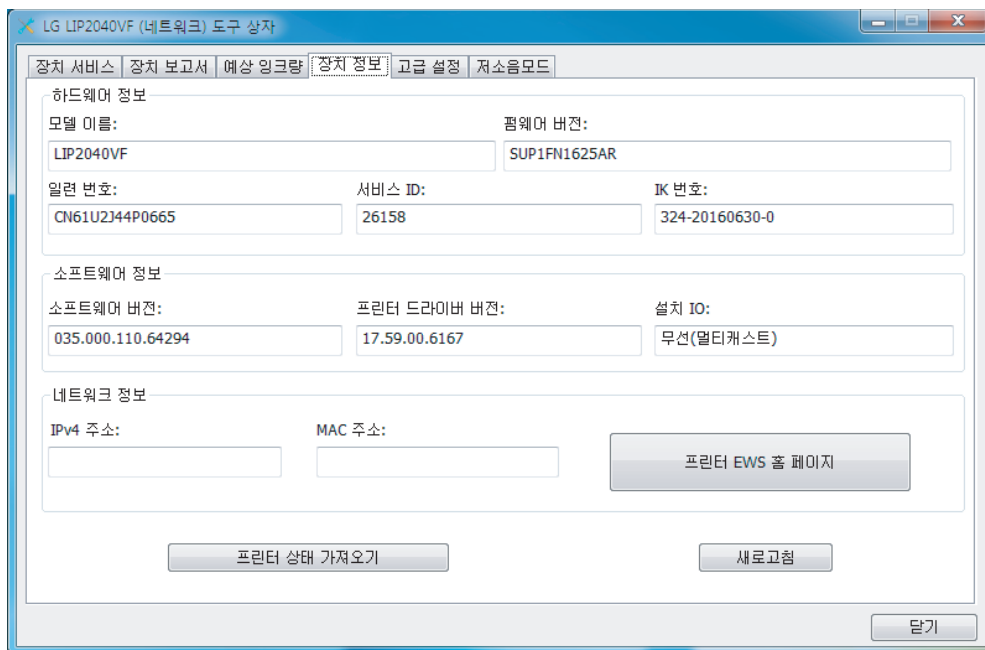 LG LIP2040VF (네트워크) 도구 상자
장치 서비스 장치 보고서 예상 잉크량 장치 정보 고급 설정 저소음모드
하드웨어 정보
모델 이름: 펌웨어 버전:
LIP2040VF SUP1FN1625AR
일련 번호: 서비스 ID: IK 번호:
CN61U2J44P0665 26158 324-20160630-0
소프트웨어 정보
소프트웨어 버전: 프린터 드라이버 버전: 설치 IO:
035.000.110.64294 17.59.00.6167 무선(멀티캐스트)
네트워크 정보
IPv4 주소: MAC 주소:
프린터 EWS 홈 페이지
프린터 상태 가져오기 새로고침
닫기